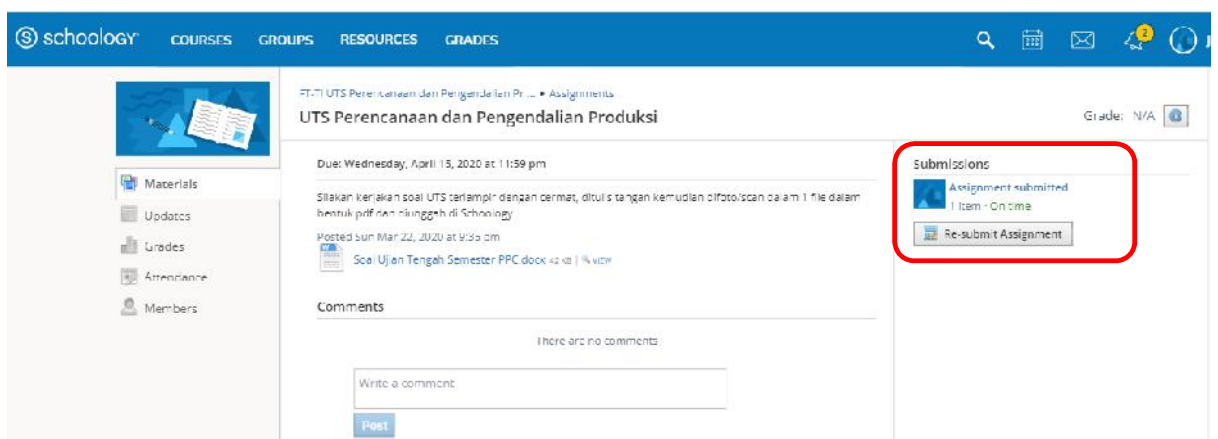 schoology COURSES GROUPS RESOURCES GRADES 2
FT-TI UTS Perencanaan dan Pengendalian Pr ... ▸ Assignments
UTS Perencanaan dan Pengendalian Produksi
Grade: N/A
Due: Wednesday, April 15, 2020 at 11:59 pm
Silakan kerjakan soal UTS terlampir dengan cermat, ditulis tangan kemudian difoto/scan dalam 1 file dalam
bentuk pdf dan diunggah di Schoology
Posted Sun Mar 22, 2020 at 9:35 pm
Soal Ujian Tengah Semester PPC.docx 42 KB | VIEW
Comments
There are no comments
Write a comment
Post
Materials
Updates
Grades
Attendance
Members
Submissions
Assignment submitted
1 item · On time
Re-submit Assignment